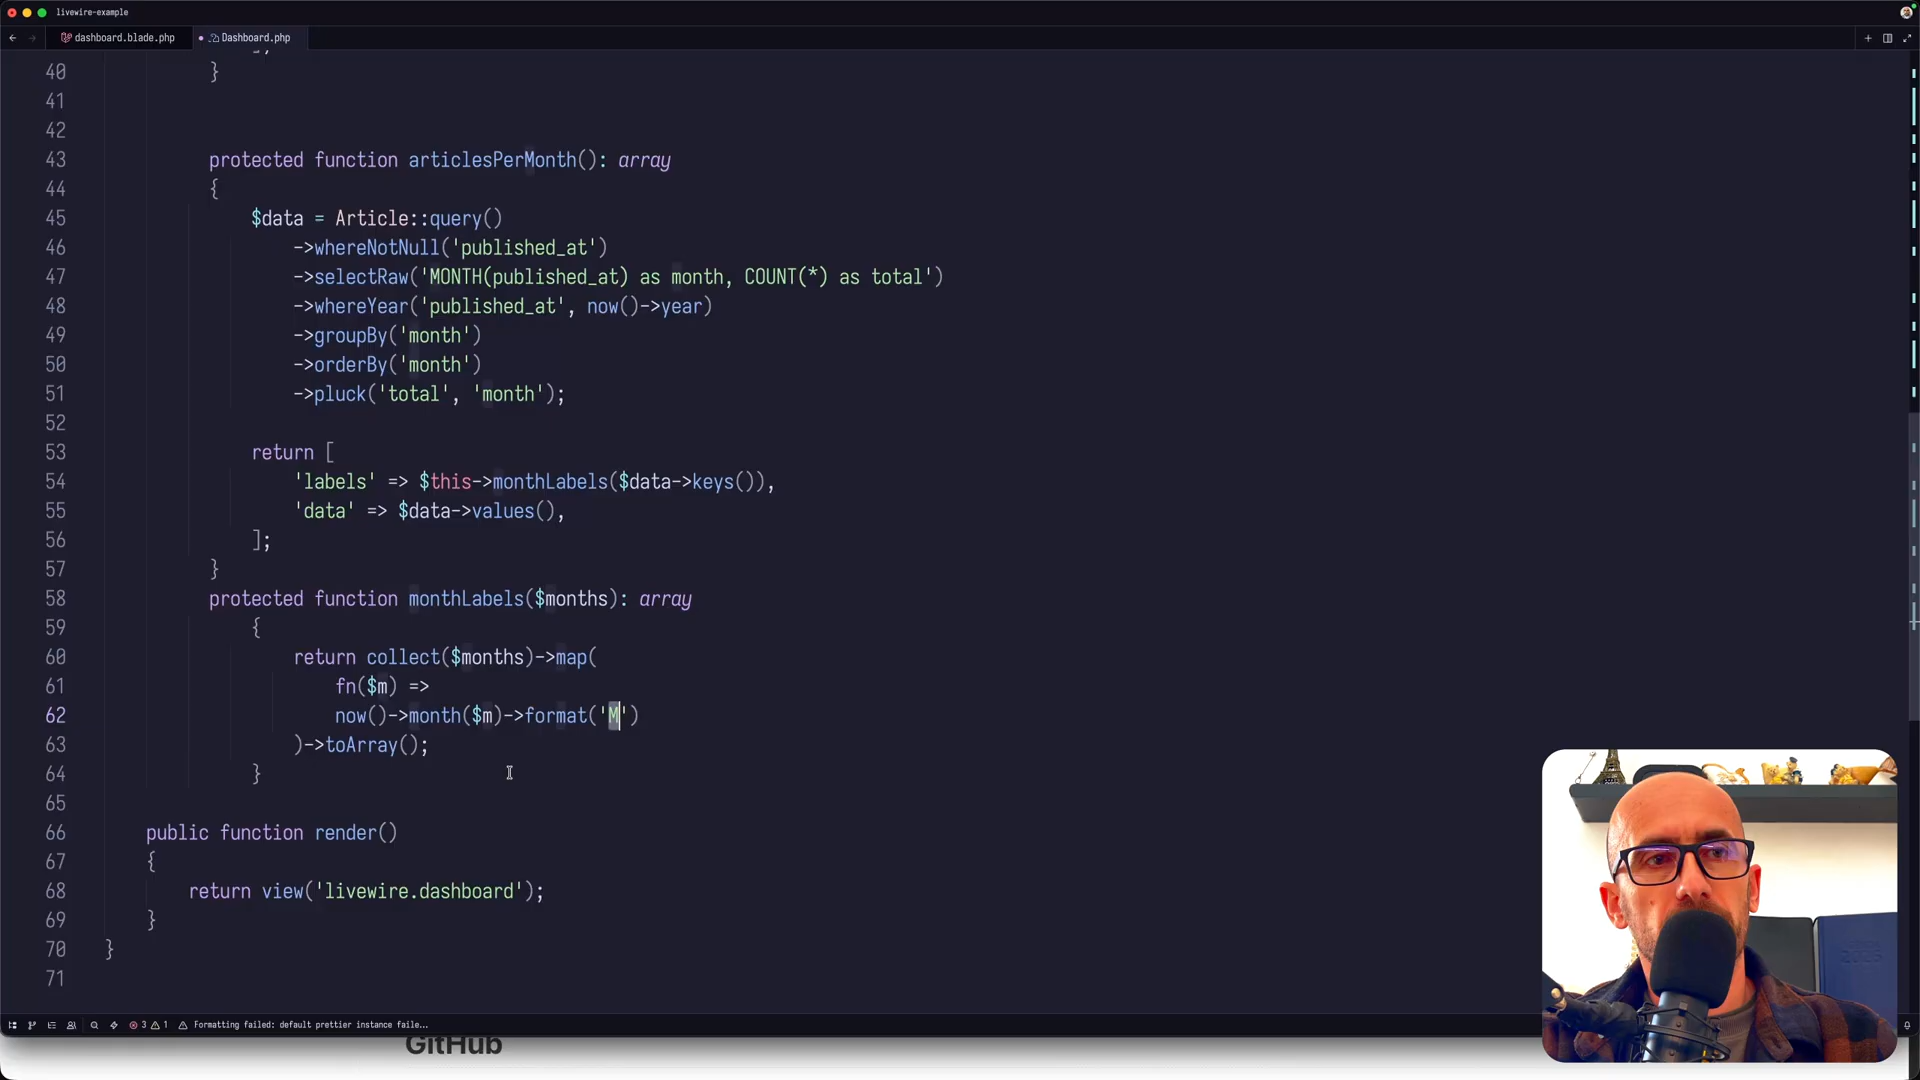 livewire-example
dashboard.blade.php
Dashboard.php
40 }
41
42
43 protected function articlesPerMonth(): array
44 {
45 $data = Article::query()
46 ->whereNotNull('published_at')
47 ->selectRaw('MONTH(published_at) as month, COUNT(*) as total')
48 ->whereYear('published_at', now()->year)
49 ->groupBy('month')
50 ->orderBy('month')
51 ->pluck('total', 'month');
52
53 return [
54 'labels' => $this->monthLabels($data->keys()),
55 'data' => $data->values(),
56 ];
57 }
58 protected function monthLabels($months): array
59 {
60 return collect($months)->map(
61 fn($m) =>
62 now()->month($m)->format('M')
63 )->toArray();
64 }
65
66 public function render()
67 {
68 return view('livewire.dashboard');
69 }
70 }
71
3 1 Formatting failed: default prettier instance faile...
GitHub